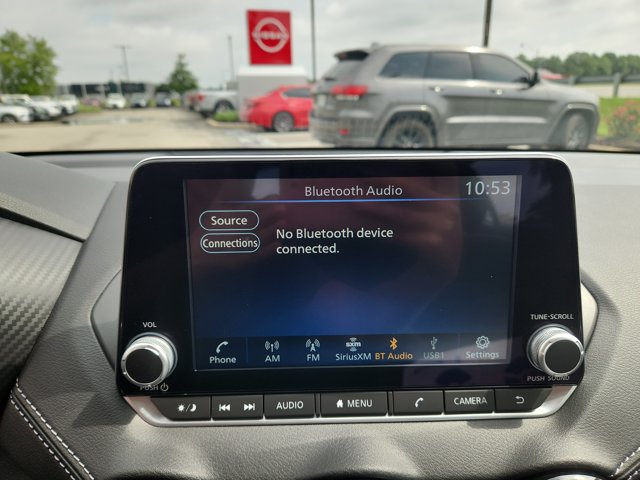 Bluetooth Audio
10:53
Source
Connections
No Bluetooth device
connected.
VOL
TUNE·SCROLL
Phone
AM
FM
sxm
SiriusXM
BT Audio
USB1
Settings
PUSH
PUSH SOUND
AUDIO
MENU
CAMERA